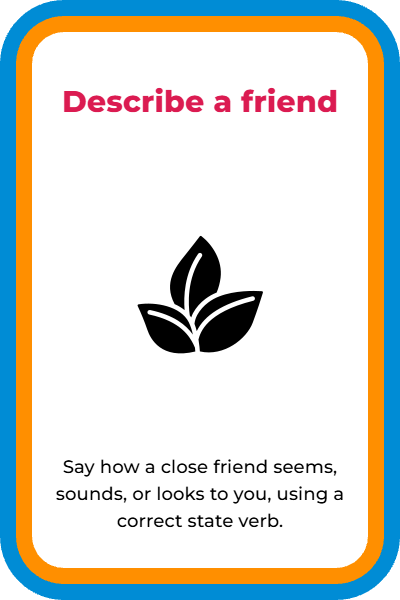 Describe a friend
Say how a close friend seems,
sounds, or looks to you, using a
correct state verb.